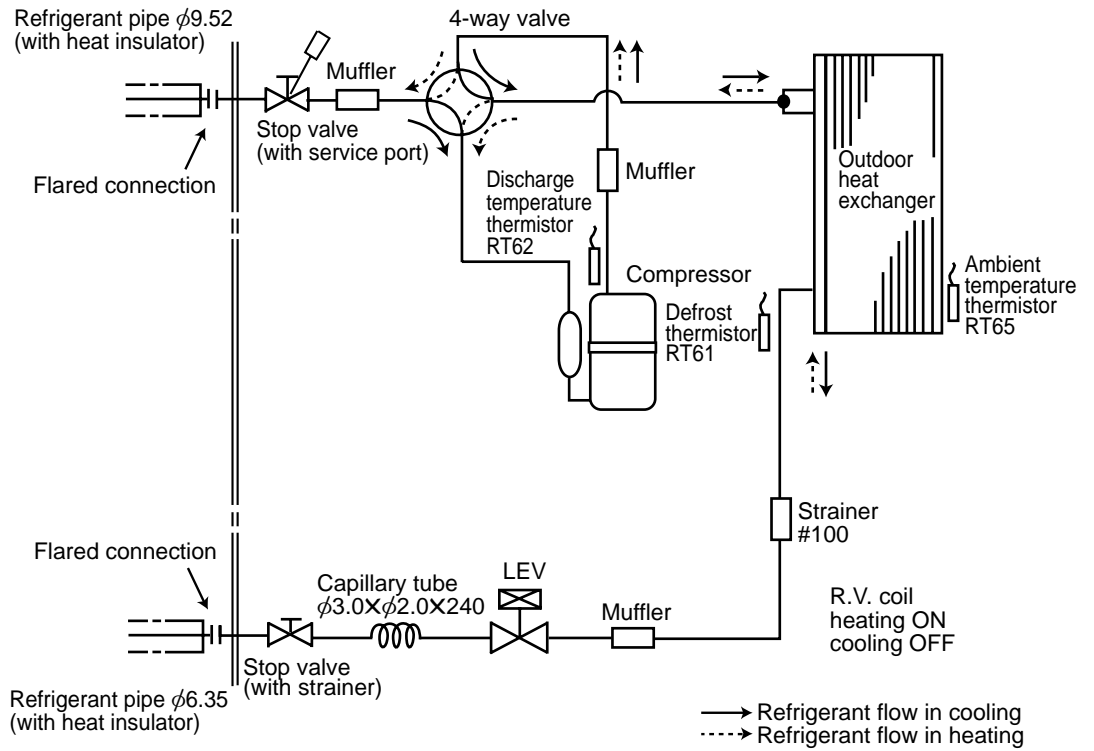 Refrigerant pipe ϕ9.52
(with heat insulator)
4-way valve
Muffler
Stop valve
(with service port)
Flared connection
Discharge
temperature
thermistor
RT62
Muffler
Outdoor
heat
exchanger
Compressor
Ambient
temperature
thermistor
RT65
Defrost
thermistor
RT61
Strainer
#100
Flared connection
Capillary tube
ϕ3.0×ϕ2.0×240
LEV
Muffler
R.V. coil
heating ON
cooling OFF
Stop valve
(with strainer)
Refrigerant pipe ϕ6.35
(with heat insulator)
Refrigerant flow in cooling
Refrigerant flow in heating